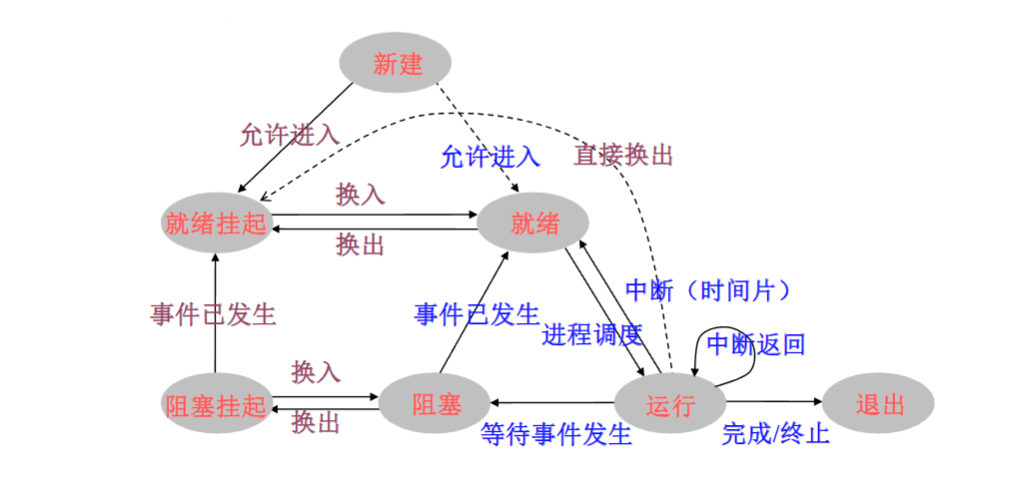 新建
允许进入
允许进入
直接换出
换入
就绪挂起
就绪
换出
中断（时间片）
事件已发生
事件已发生
进程调度
中断返回
换入
阻塞挂起
阻塞
运行
退出
换出
等待事件发生
完成/终止